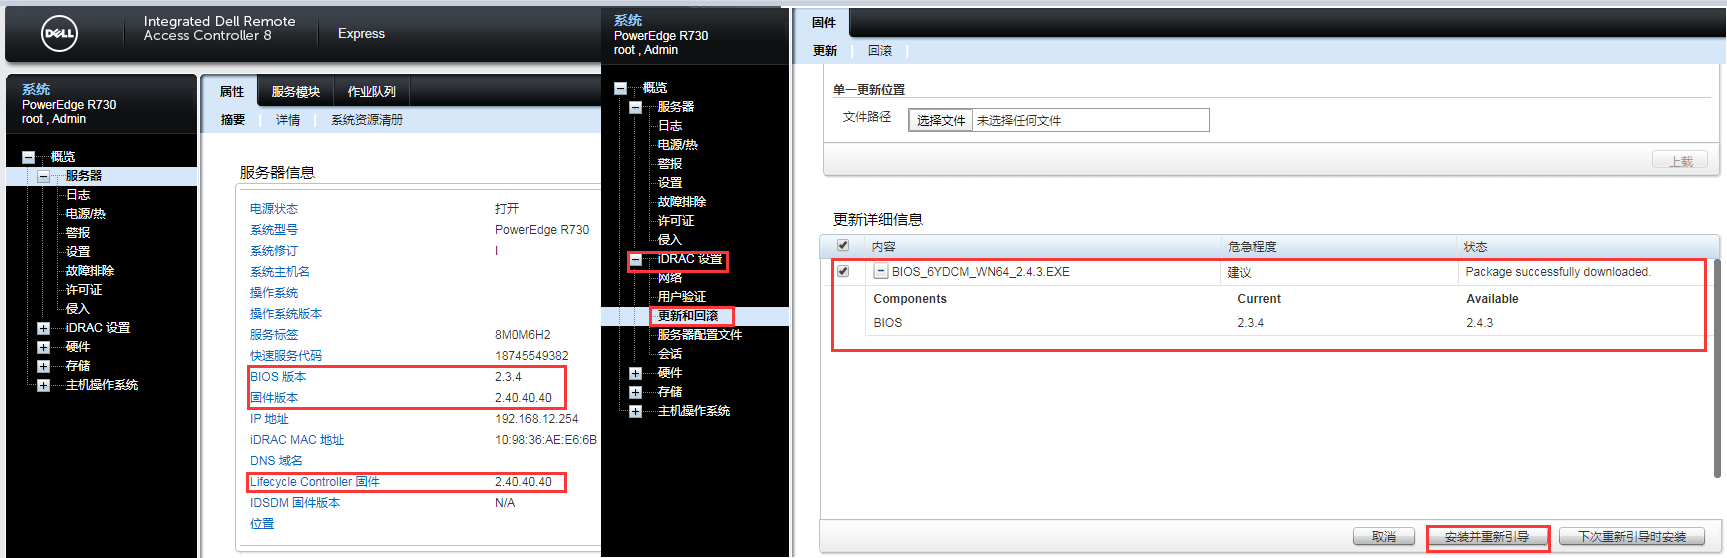 DELL
Integrated Dell Remote
Access Controller 8
Express
系统
PowerEdge R730
root , Admin
概览
服务器
日志
电源/热
警报
设置
故障排除
许可证
侵入
iDRAC 设置
硬件
存储
主机操作系统
属性
服务模块
作业队列
摘要
详情
系统资源清册
服务器信息
电源状态 打开
系统型号 PowerEdge R730
系统修订 I
系统主机名
操作系统
操作系统版本
服务标签 8M0M6H2
快速服务代码 18745549382
BIOS 版本 2.3.4
固件版本 2.40.40.40
IP 地址 192.168.12.254
iDRAC MAC 地址 10:98:36:AE:E6:6B
DNS 域名
Lifecycle Controller 固件 2.40.40.40
IDSDM 固件版本 N/A
位置
系统
PowerEdge R730
root , Admin
概览
服务器
日志
电源/热
警报
设置
故障排除
许可证
侵入
iDRAC 设置
网络
用户验证
更新和回滚
服务器配置文件
会话
硬件
存储
主机操作系统
固件
更新
回滚
单一更新位置
文件路径 选择文件 未选择任何文件
上载
更新详细信息
内容 危急程度 状态
BIOS_6YDCM_WN64_2.4.3.EXE 建议 Package successfully downloaded.
Components Current Available
BIOS 2.3.4 2.4.3
取消 安装并重新引导 下次重新引导时安装